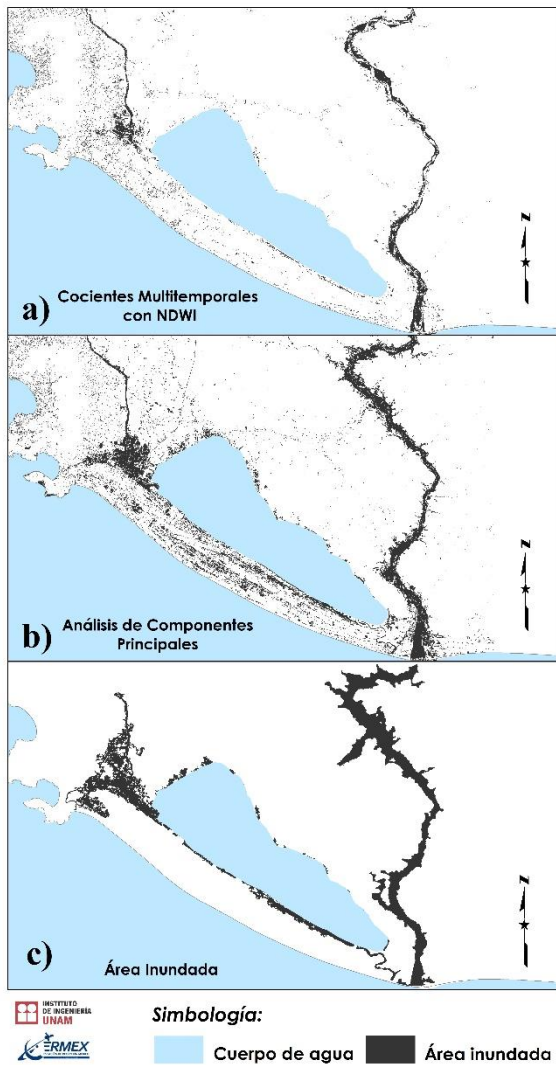 N
a)
Cocientes Multitemporales
con NDWI
N
b)
Análisis de Componentes
Principales
N
c)
Área Inundada
INSTITUTO
DE INGENIERÍA
UNAM
ERMEX
Simbología:
Cuerpo de agua
Área inundada